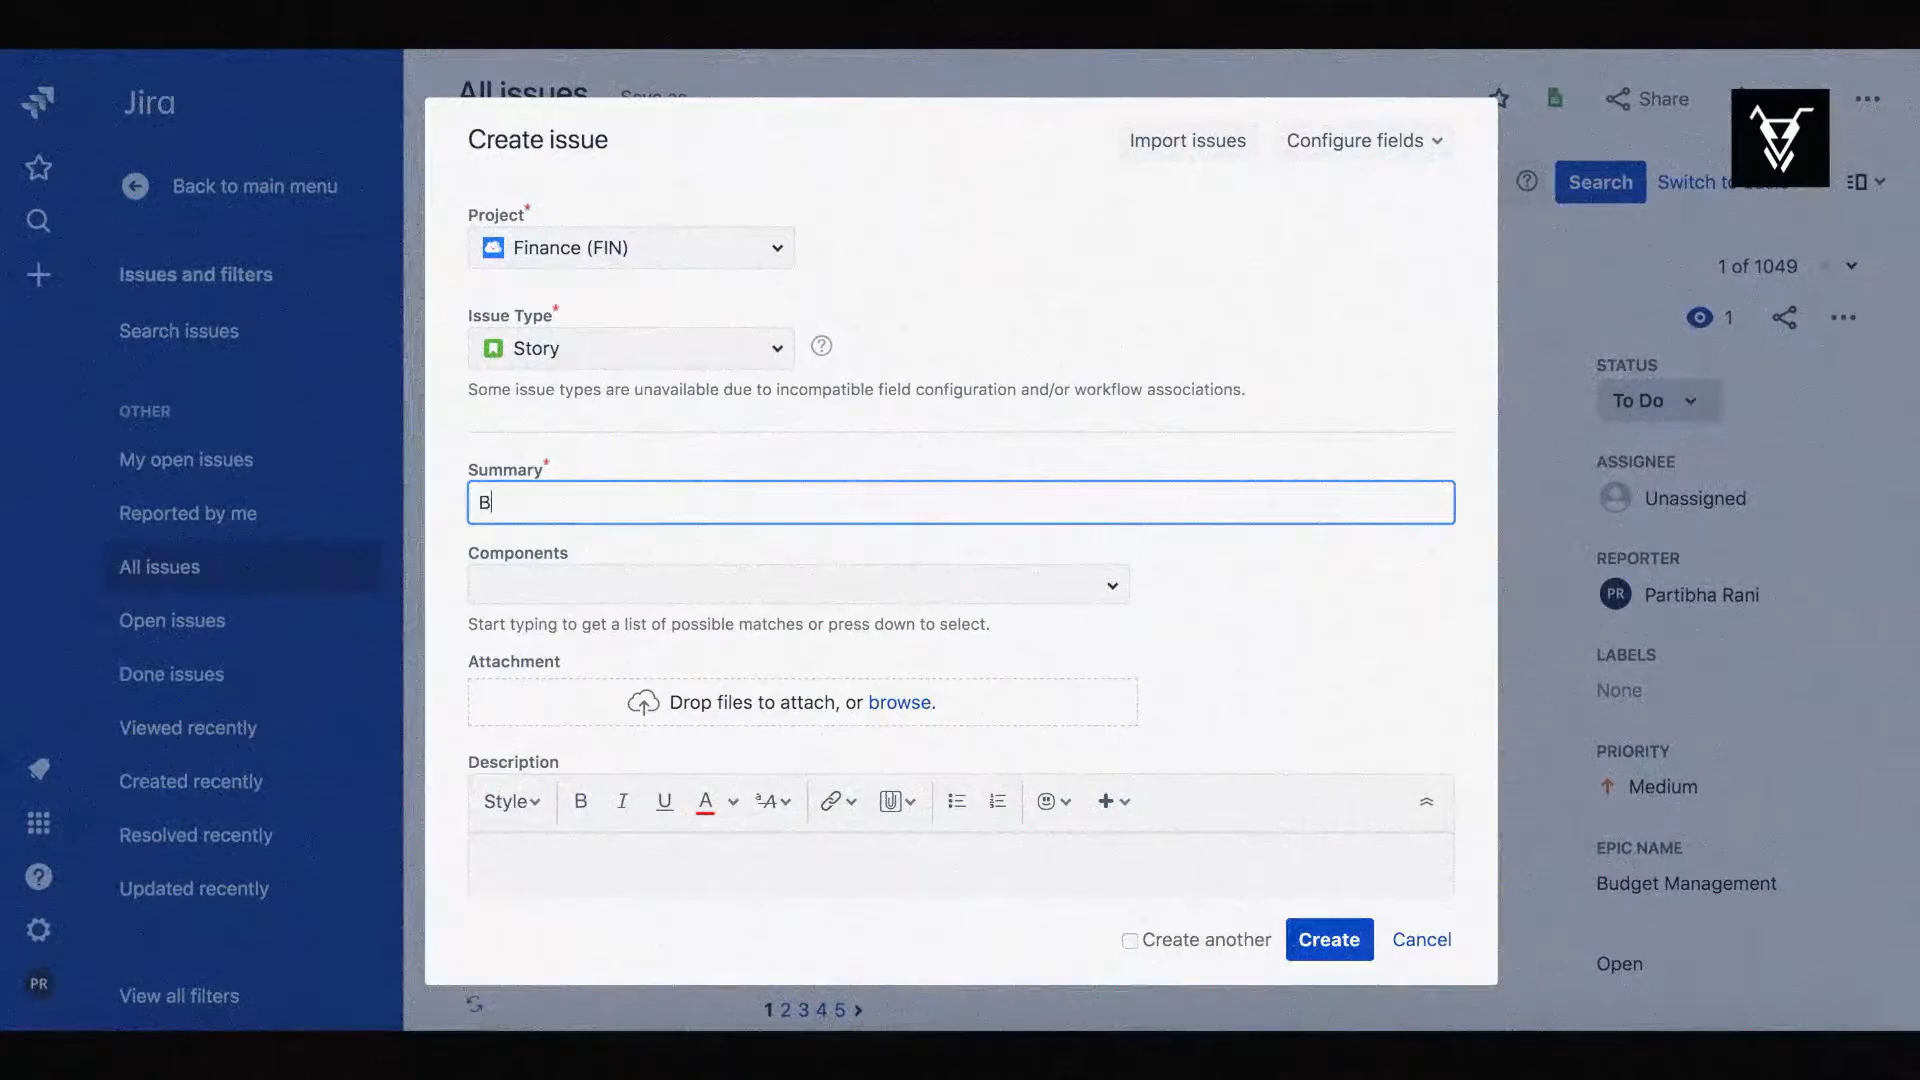 Jira
Back to main menu
Issues and filters
Search issues
OTHER
My open issues
Reported by me
All issues
Open issues
Done issues
Viewed recently
Created recently
Resolved recently
Updated recently
View all filters
PR
All issues Save as
Share
Search Switch to
1 of 1049
1
Create issue
Import issues Configure fields
Project*
Finance (FIN)
Issue Type*
Story
Some issue types are unavailable due to incompatible field configuration and/or workflow associations.
Summary*
B
Components
Start typing to get a list of possible matches or press down to select.
Attachment
Drop files to attach, or browse.
Description
Style B I U A A
Create another Create Cancel
1 2 3 4 5
STATUS
To Do
ASSIGNEE
Unassigned
REPORTER
PR Partibha Rani
LABELS
None
PRIORITY
Medium
EPIC NAME
Budget Management
Open